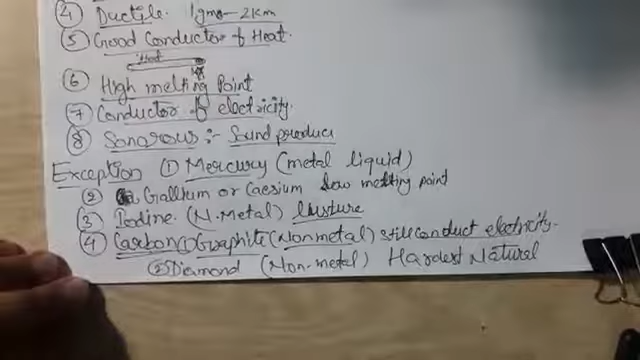 ④ Ductile. 1gms – 2km
⑤ Good Conductor of Heat.
Heat
⑥ High melting Point
⑦ Conductor of electricity.
⑧ Sonorous :- Sound produce
Exception ① Mercury (metal liquid)
② Gallium or Caesium low melting point
③ Iodine. (N.Metal) lusture
④ Carbon ① Graphite (Non metal) still conduct electricity.
② Diamond (Non-metal) Hardest Natural